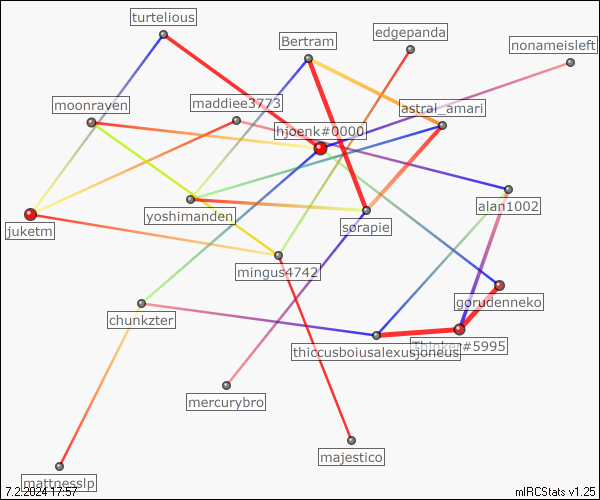 turtelious
edgepanda
Bertram
nonameisleft
moonraven
maddiee3773
astral_amari
hjoenk#0000
alan1002
yoshimanden
sorapie
juketm
mingus4742
gorudenneko
chunkzter
Thinker#5995
thiccusboiusalexusjoneus
mercurybro
majestico
mattnesslp
7.2.2024 17:57
mIRCStats v1.25